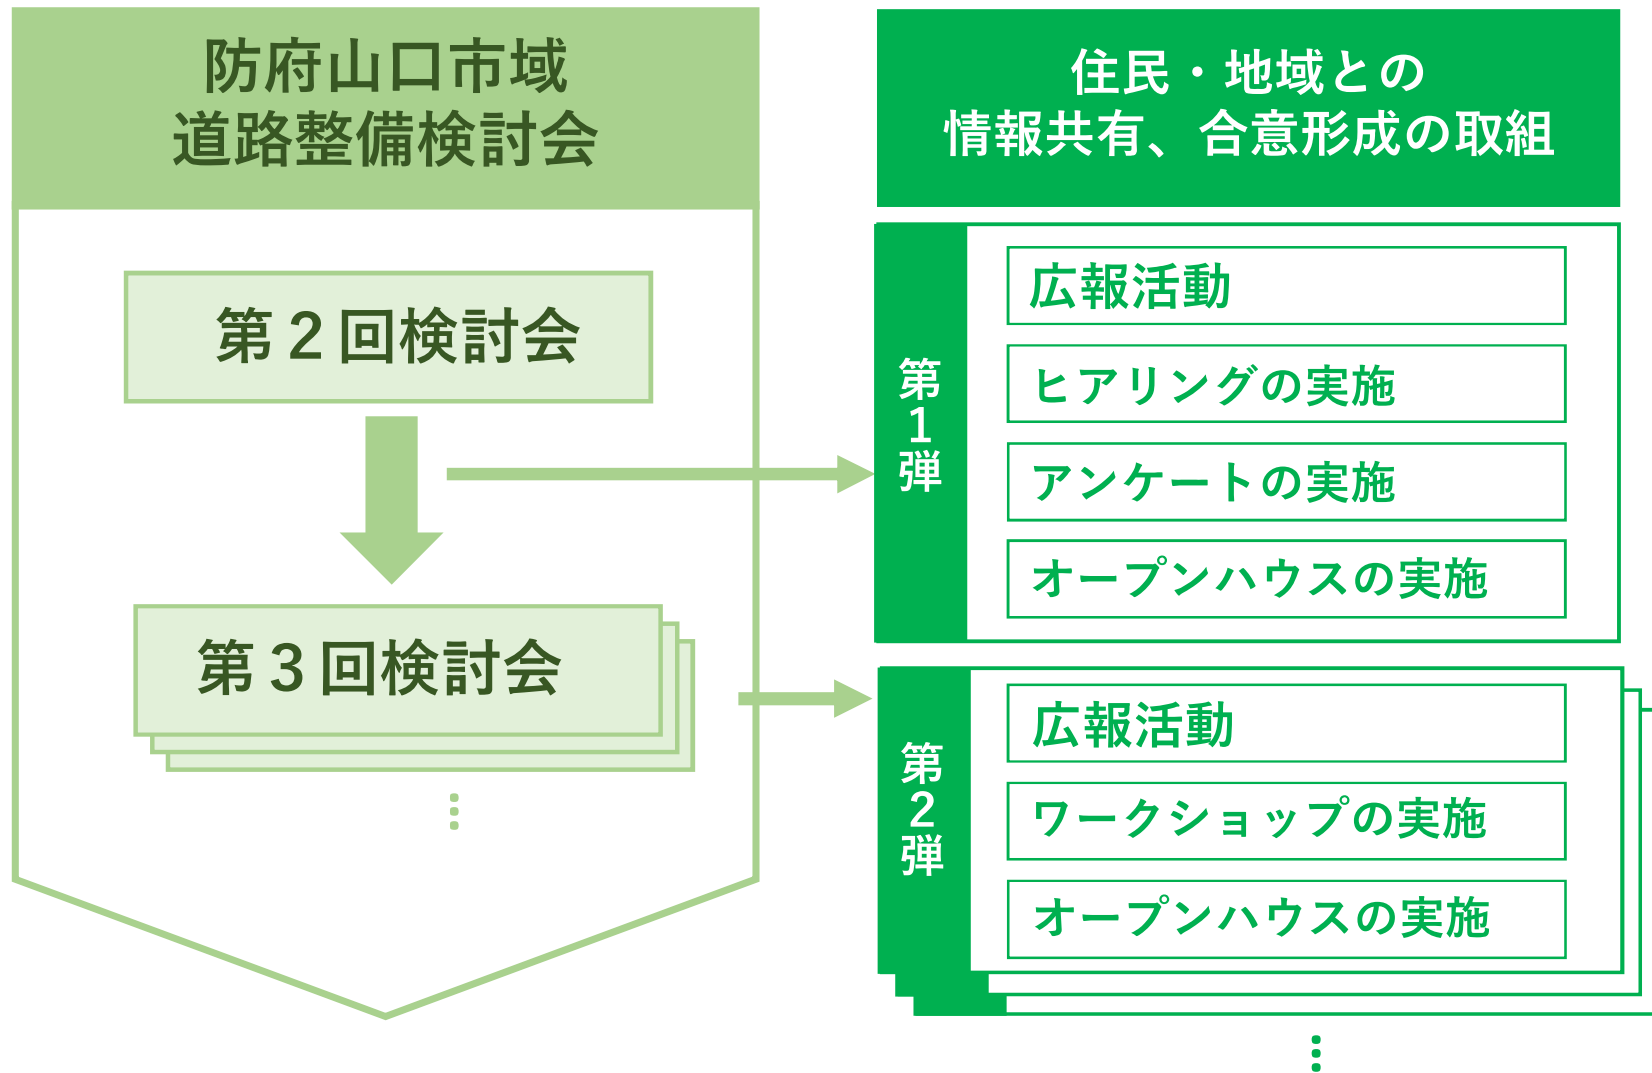 防府山口市域
道路整備検討会
第２回検討会
第３回検討会
住民・地域との
情報共有、合意形成の取組
第1弾
広報活動
ヒアリングの実施
アンケートの実施
オープンハウスの実施
第2弾
広報活動
ワークショップの実施
オープンハウスの実施